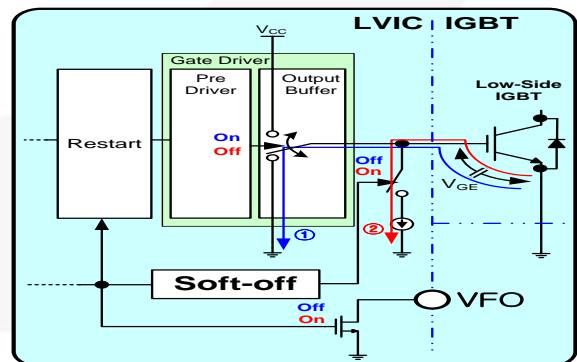 LVIC IGBT
VCC
Gate Driver
Pre
Driver
Output
Buffer
Low-Side
IGBT
Restart
On
Off
Off
On
VGE
①
②
Soft-off
Off
On
VFO